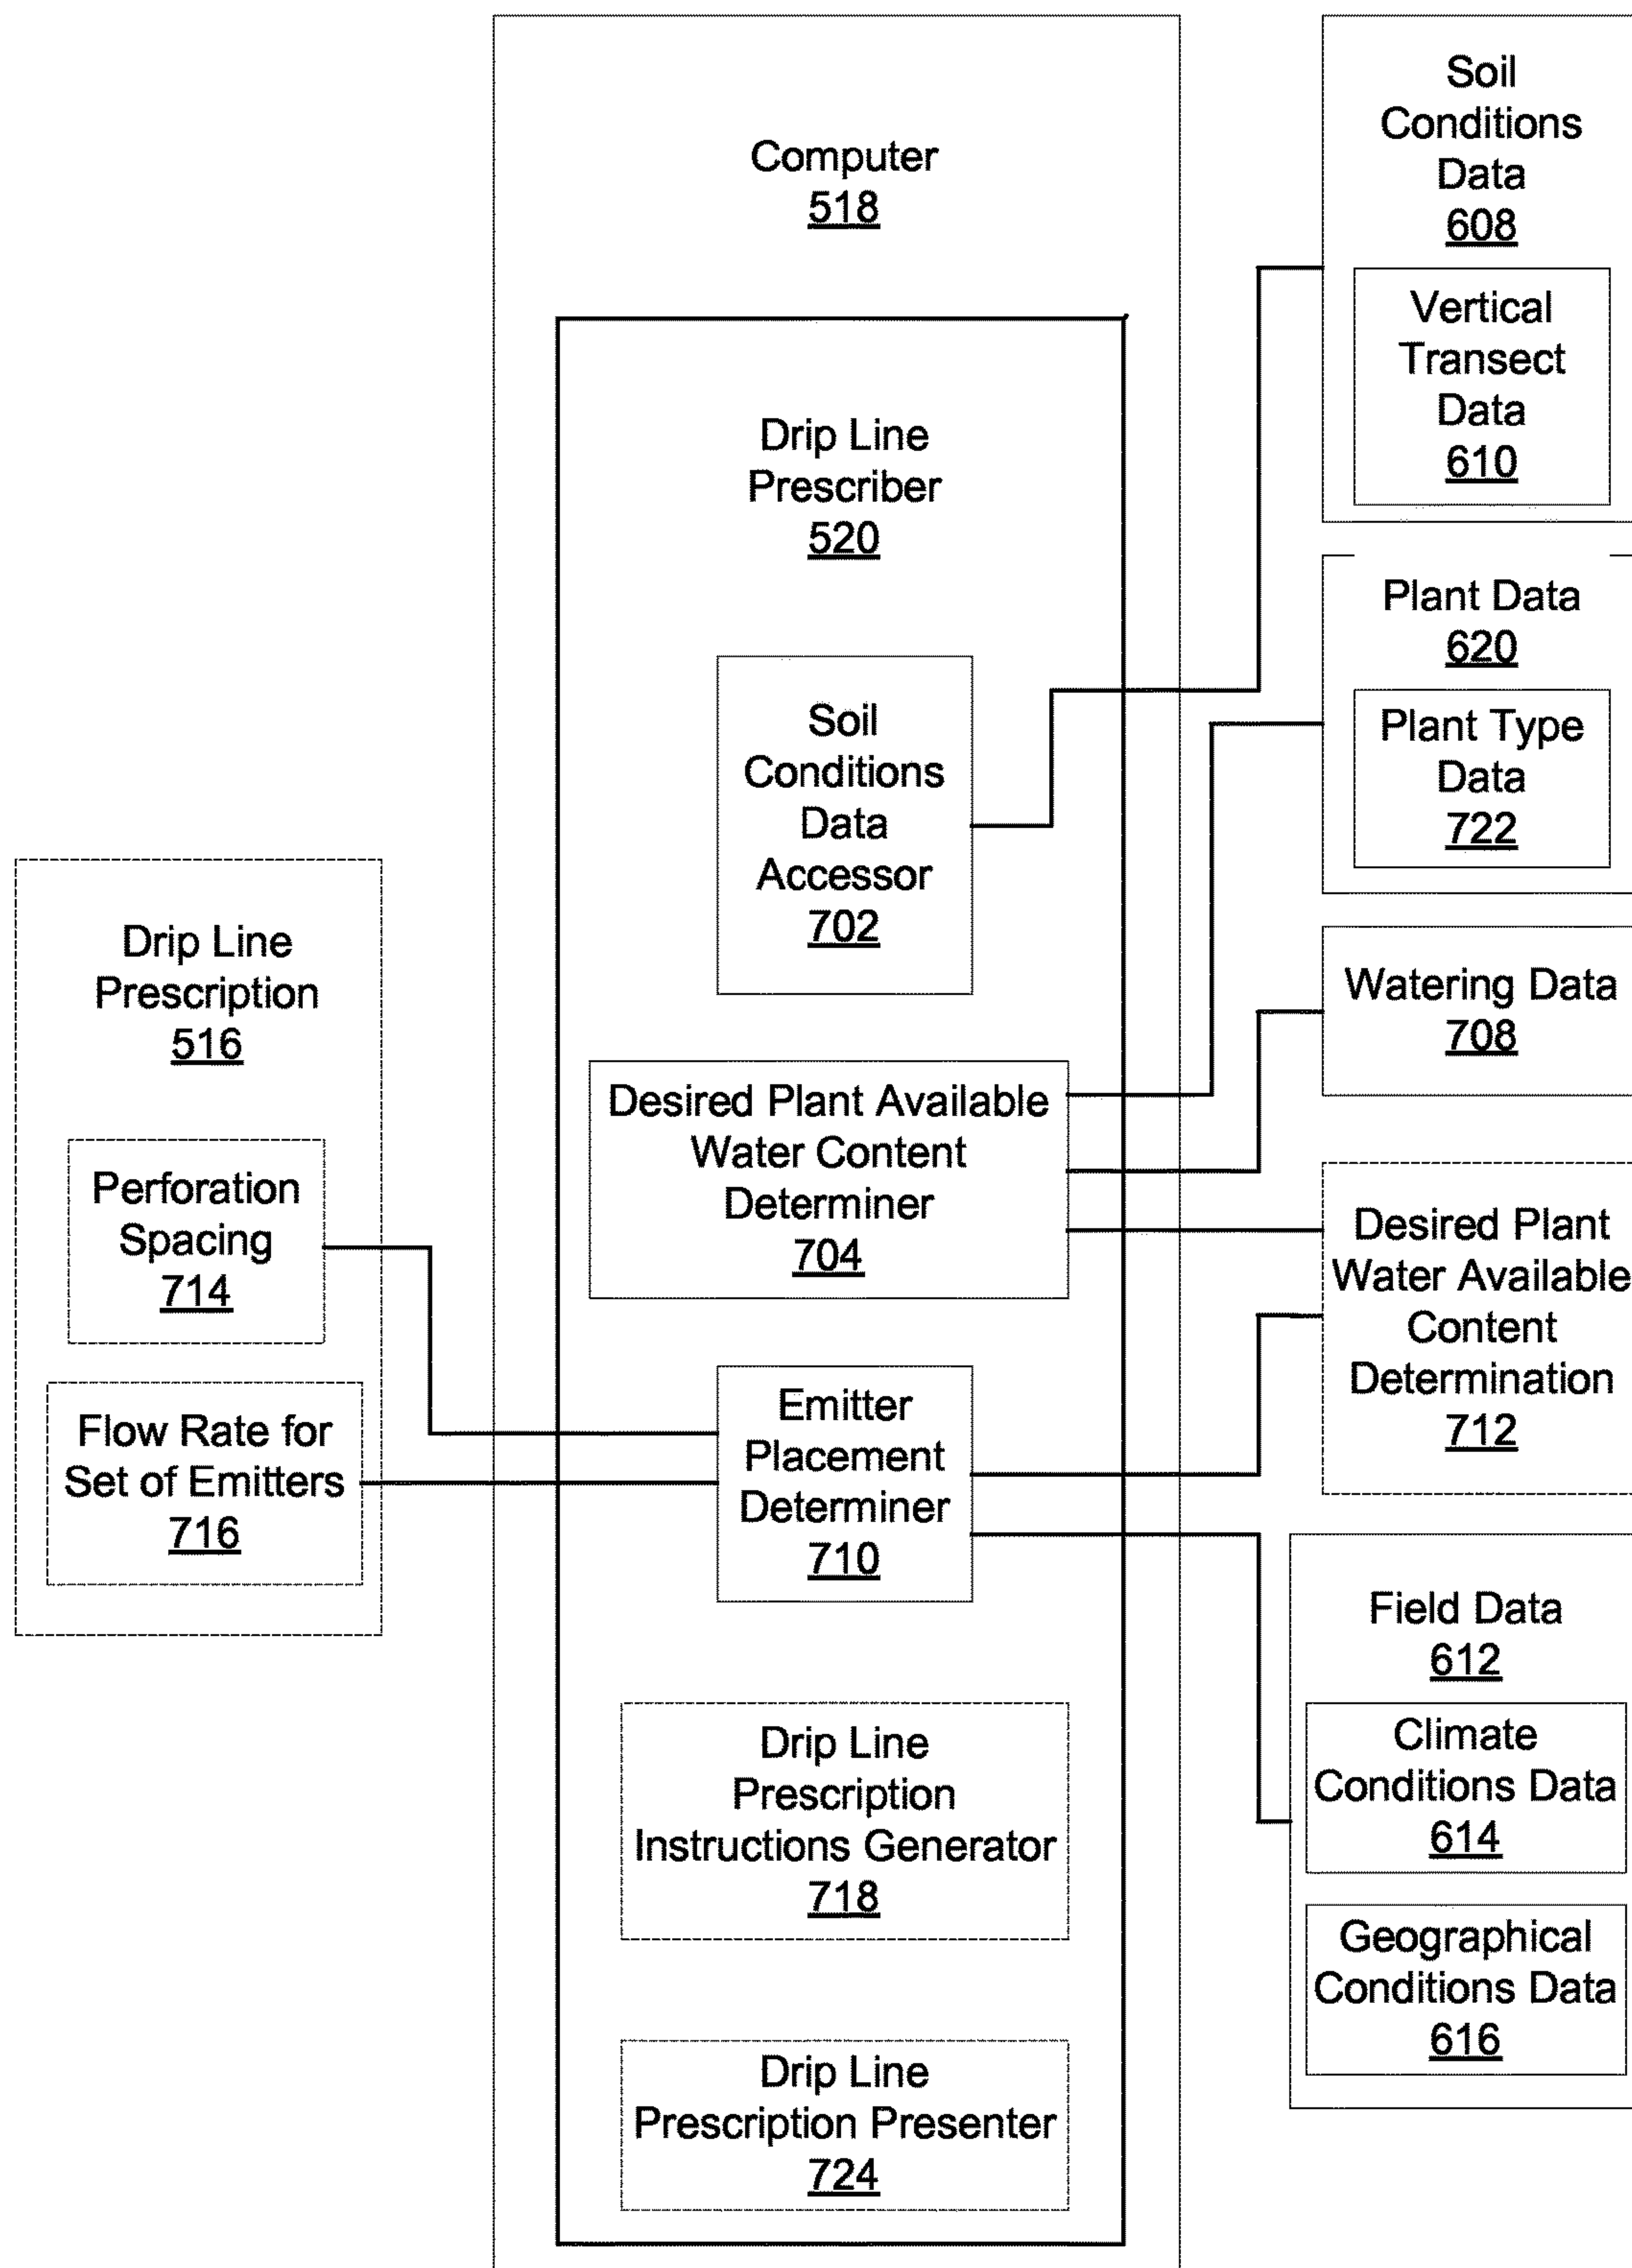 Computer
518
Drip Line
Prescriber
520
Soil
Conditions
Data
Accessor
702
Desired Plant Available
Water Content
Determiner
704
Emitter
Placement
Determiner
710
Drip Line
Prescription
Instructions Generator
718
Drip Line
Prescription Presenter
724
Drip Line
Prescription
516
Perforation
Spacing
714
Flow Rate for
Set of Emitters
716
Soil
Conditions
Data
608
Vertical
Transect
Data
610
Plant Data
620
Plant Type
Data
722
Watering Data
708
Desired Plant
Water Available
Content
Determination
712
Field Data
612
Climate
Conditions Data
614
Geographical
Conditions Data
616